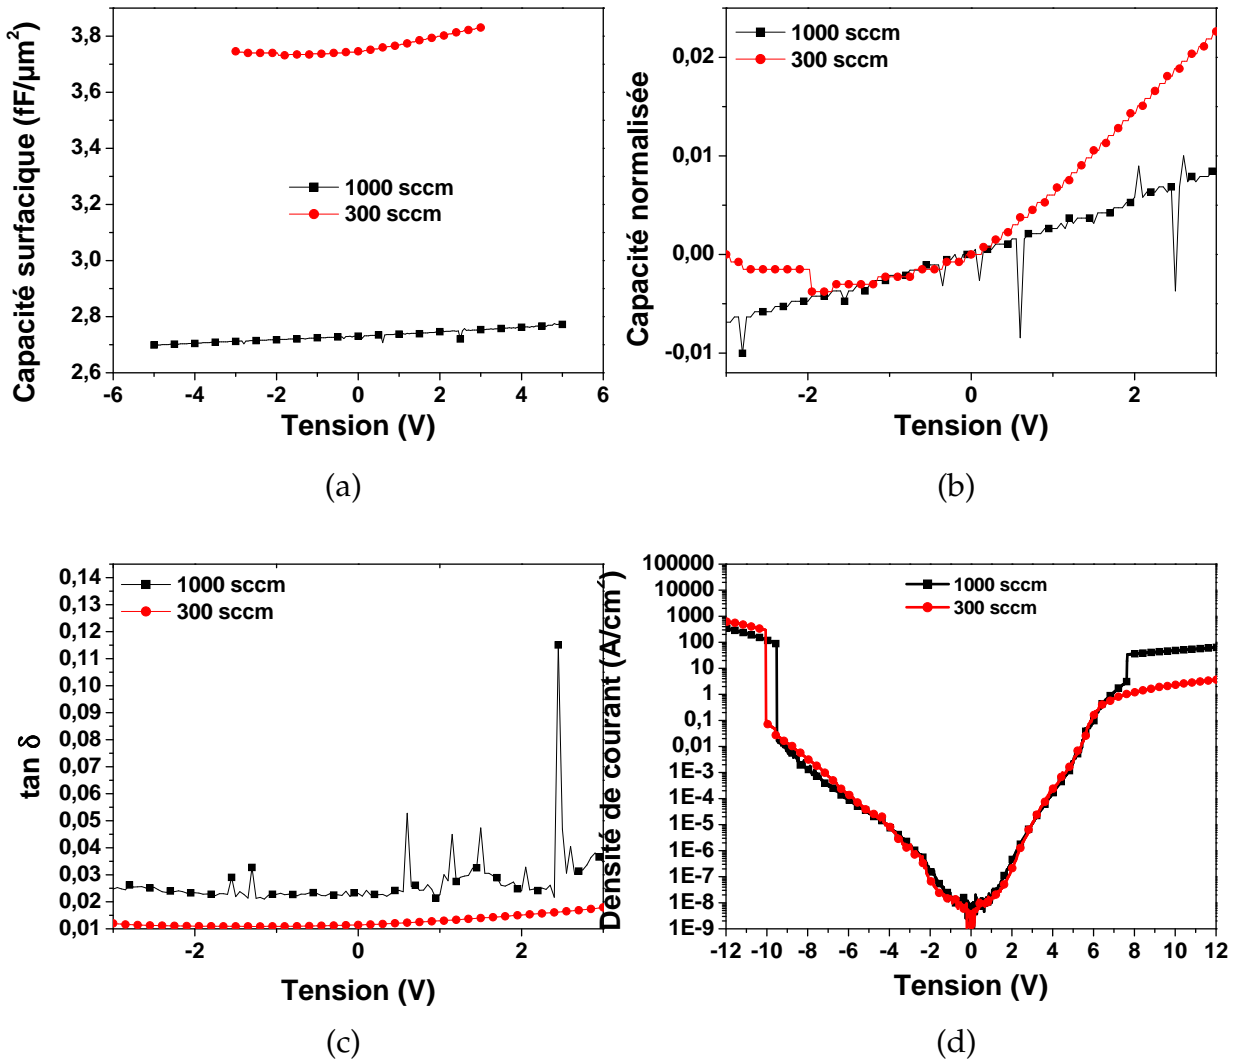 3,8
3,6
3,4
3,2
3,0
2,8
2,6
-6 -4 -2 0 2 4 6
Capacité surfacique (fF/µm²)
Tension (V)
1000 sccm
300 sccm
(a)
0,02
0,01
0,00
-0,01
-2 0 2
Capacité normalisée
Tension (V)
1000 sccm
300 sccm
(b)
0,14
0,13
0,12
0,11
0,10
0,09
0,08
0,07
0,06
0,05
0,04
0,03
0,02
0,01
-2 0 2
tan δ
Tension (V)
1000 sccm
300 sccm
(c)
100000
10000
1000
100
10
1
0,1
0,01
1E-3
1E-4
1E-5
1E-6
1E-7
1E-8
1E-9
-12 -10 -8 -6 -4 -2 0 2 4 6 8 10 12
Densité de courant (A/cm²)
Tension (V)
1000 sccm
300 sccm
(d)